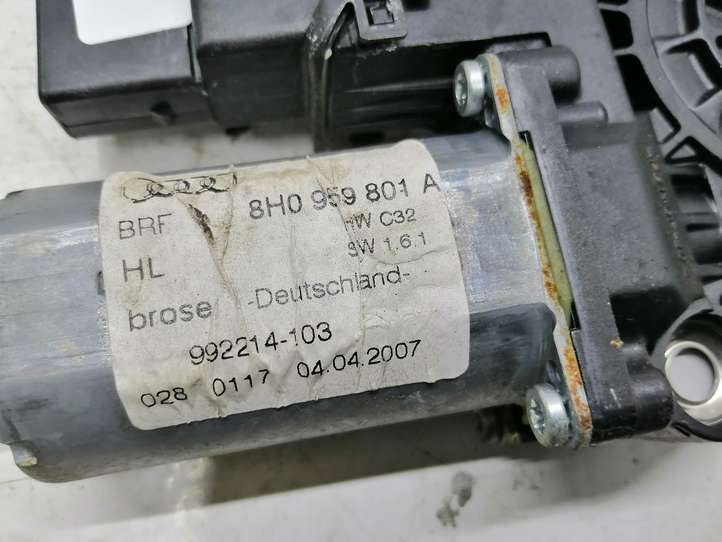 8H0 959 801 A
BRF HW C32
HL SW 1.6.1
brose -Deutschland-
992214-103
028 0117 04.04.2007